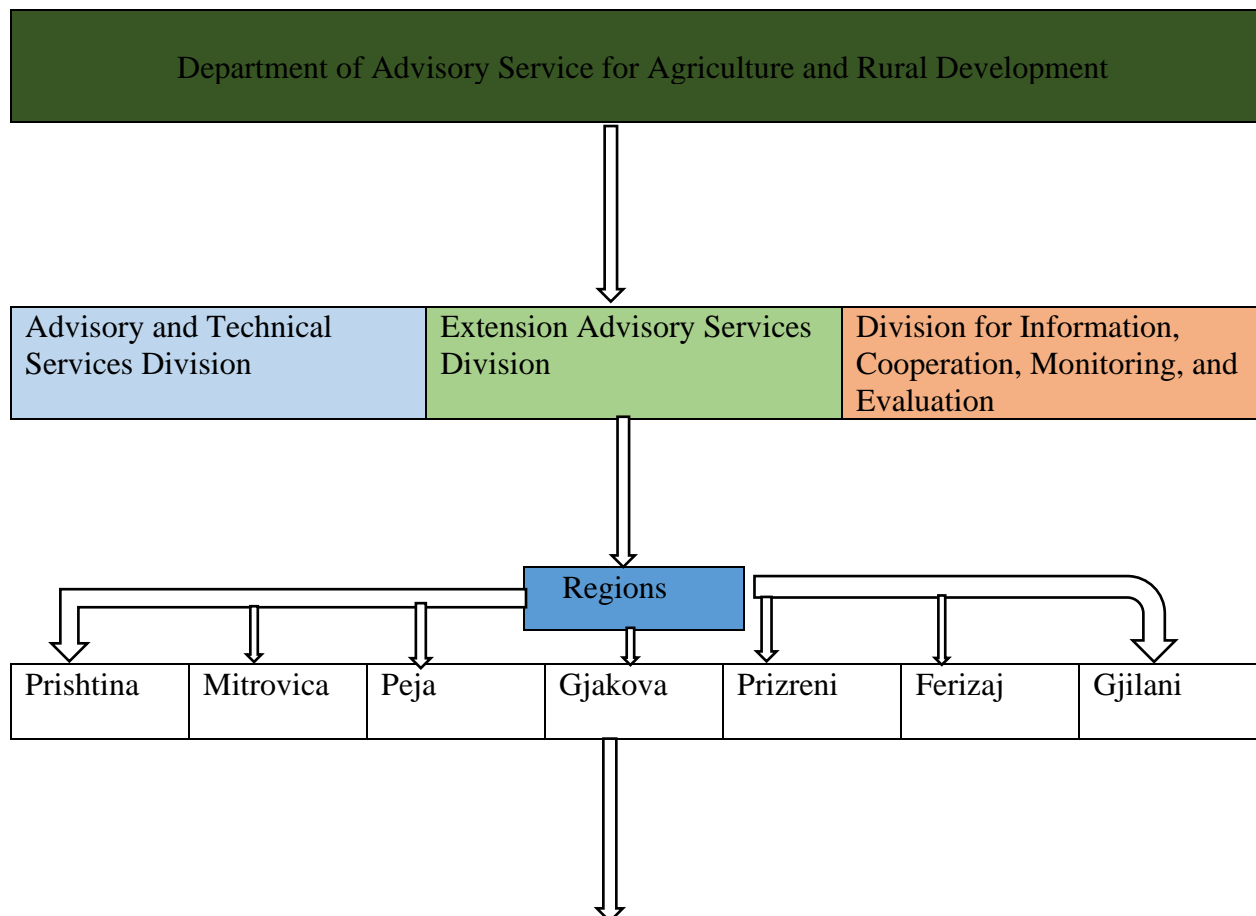 Department of Advisory Service for Agriculture and Rural Development
Advisory and Technical
Services Division
Extension Advisory Services
Division
Division for Information,
Cooperation, Monitoring, and
Evaluation
Regions
Prishtina
Mitrovica
Peja
Gjakova
Prizreni
Ferizaj
Gjilani